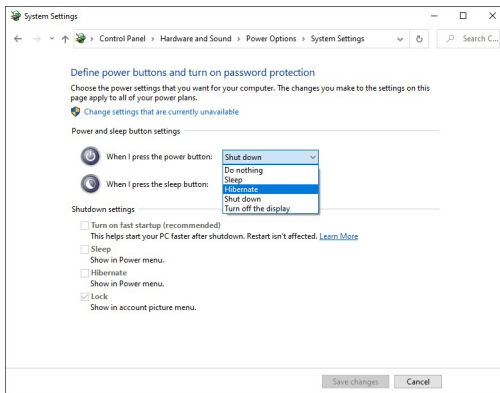 System Settings
Control Panel › Hardware and Sound › Power Options › System Settings
Search C...
Define power buttons and turn on password protection
Choose the power settings that you want for your computer. The changes you make to the settings on this
page apply to all of your power plans.
Change settings that are currently unavailable
Power and sleep button settings
When I press the power button: Shut down
Do nothing
Sleep
When I press the sleep button: Hibernate
Shut down
Turn off the display
Shutdown settings
Turn on fast startup (recommended)
This helps start your PC faster after shutdown. Restart isn't affected. Learn More
Sleep
Show in Power menu.
Hibernate
Show in Power menu.
Lock
Show in account picture menu.
Save changes Cancel